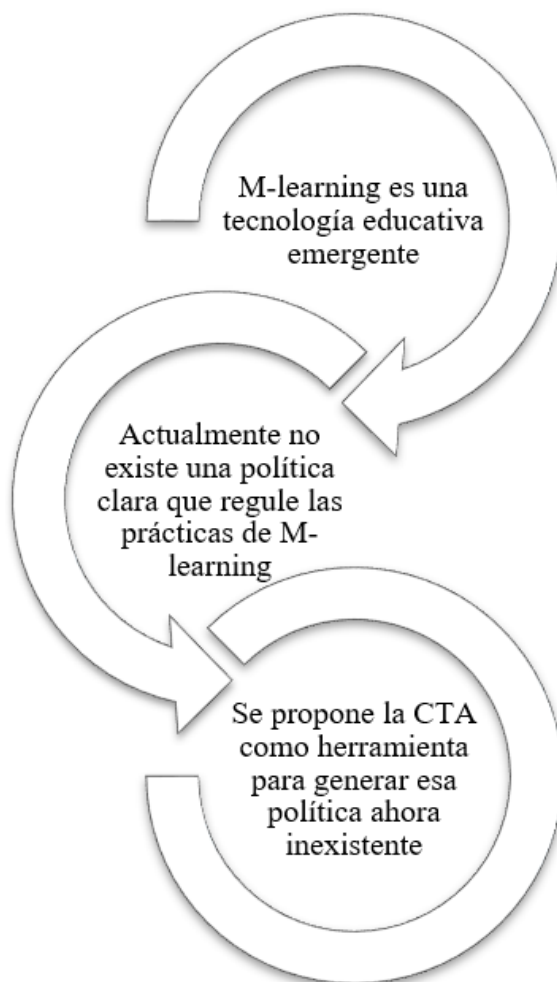 M-learning es una
tecnología educativa
emergente
Actualmente no
existe una política
clara que regule las
prácticas de M-
learning
Se propone la CTA
como herramienta
para generar esa
política ahora
inexistente